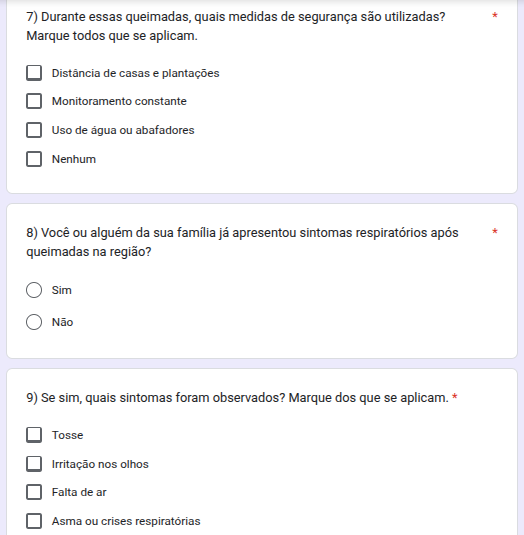 7) Durante essas queimadas, quais medidas de segurança são utilizadas? *
Marque todos que se aplicam.
Distância de casas e plantações
Monitoramento constante
Uso de água ou abafadores
Nenhum
8) Você ou alguém da sua família já apresentou sintomas respiratórios após *
queimadas na região?
Sim
Não
9) Se sim, quais sintomas foram observados? Marque dos que se aplicam. *
Tosse
Irritação nos olhos
Falta de ar
Asma ou crises respiratórias